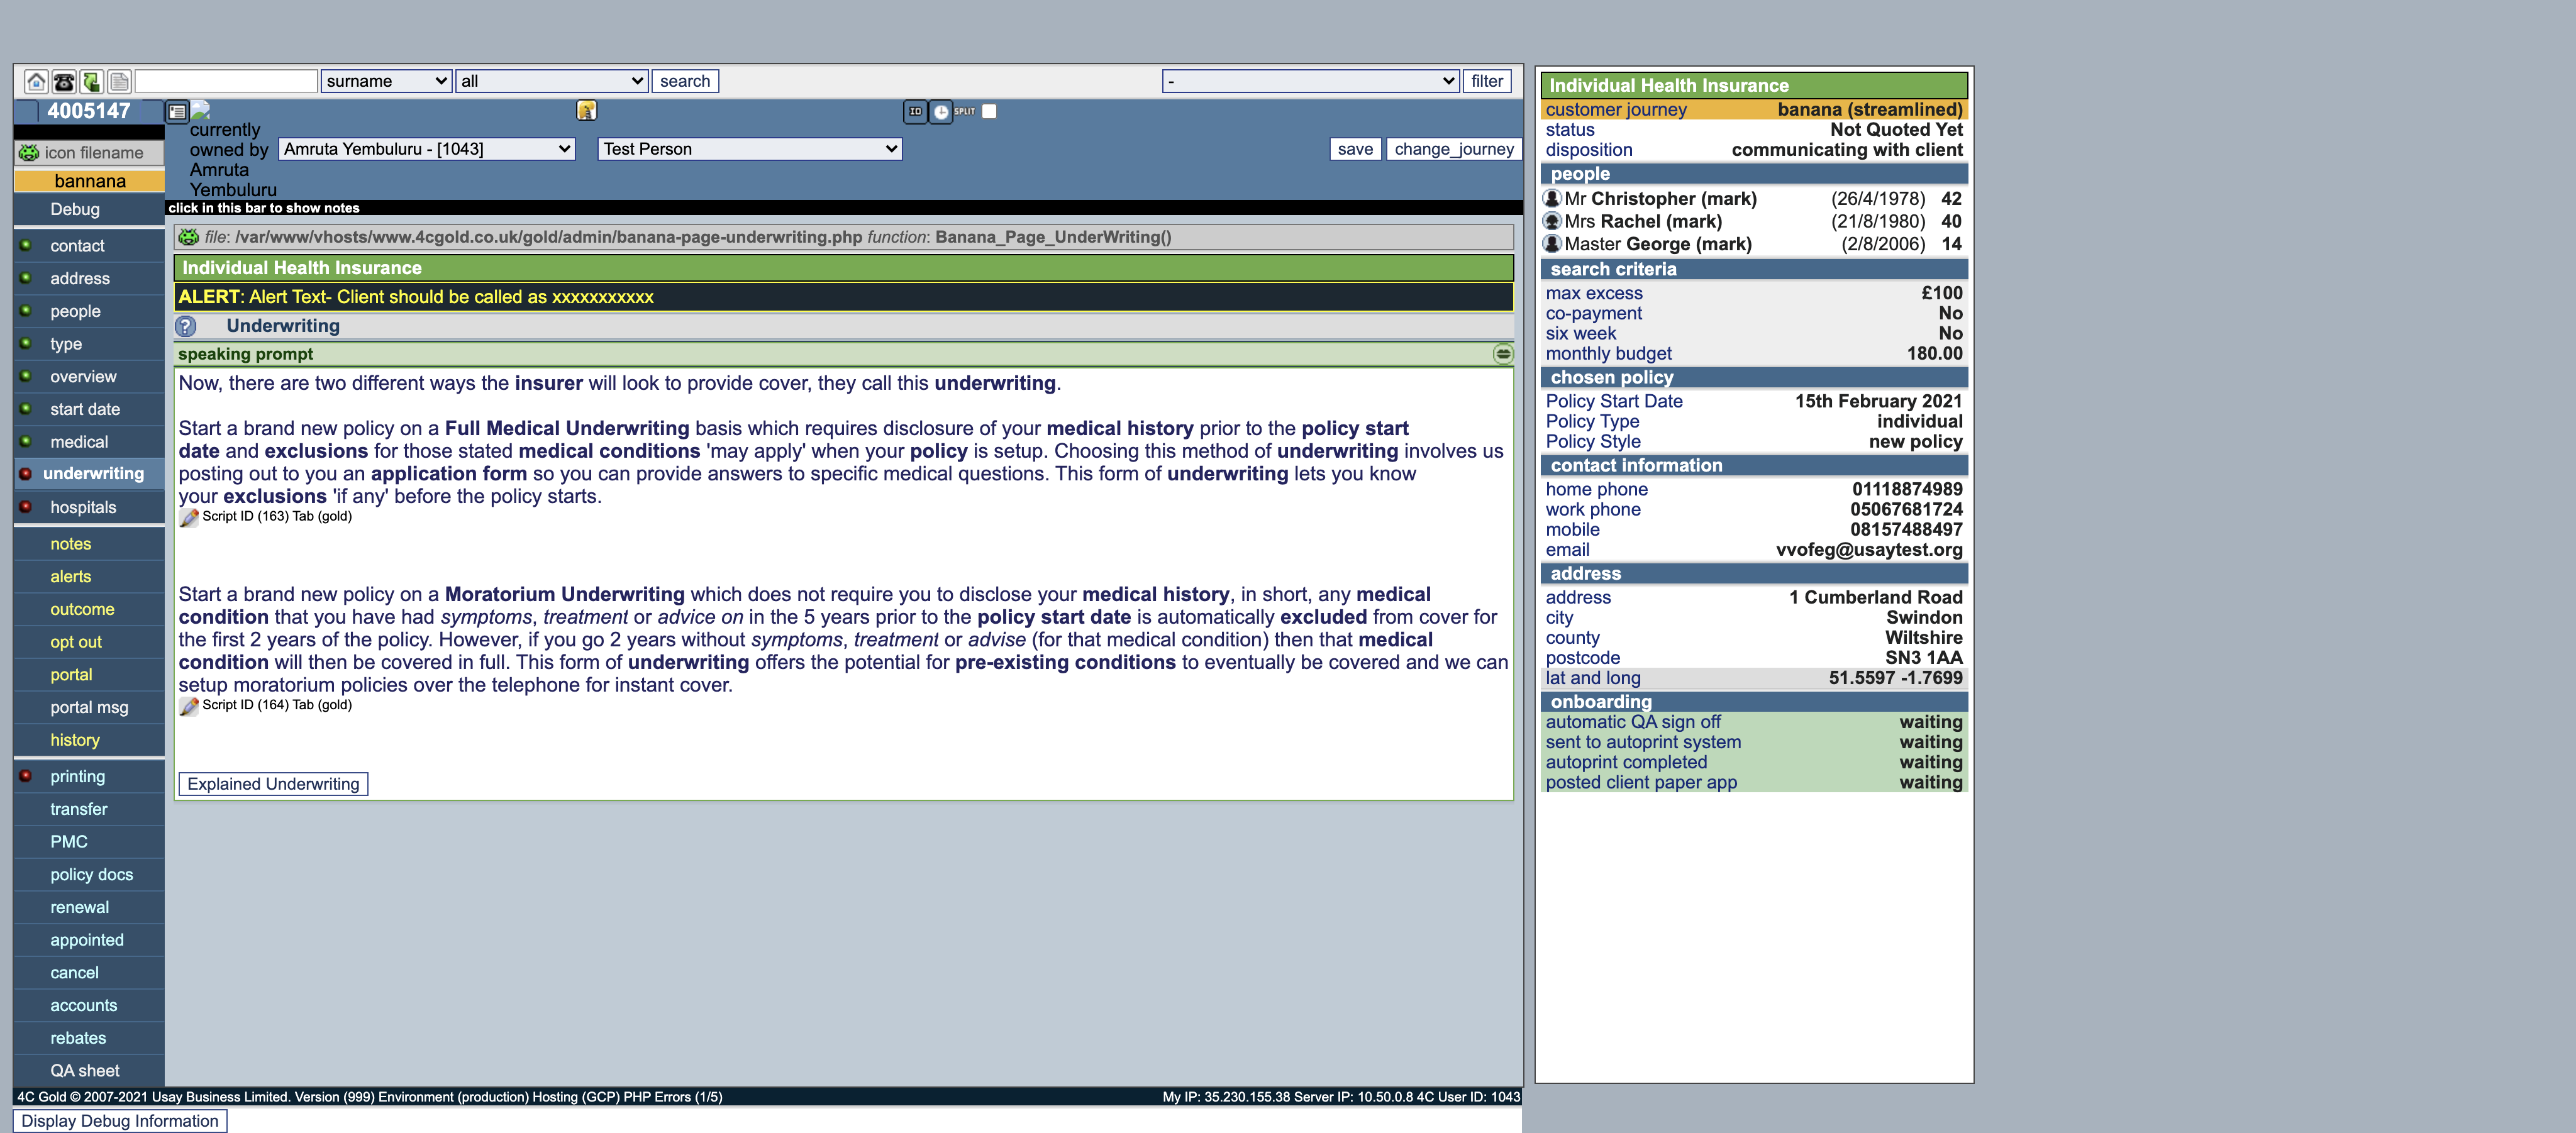 surname all search - filter
4005147 ID SPLIT
currently
owned by
Amruta
Yembuluru
Amruta Yembuluru - [1043] Test Person save change_journey
icon filename
bannana
Debug
contact
address
people
type
overview
start date
medical
underwriting
hospitals
notes
alerts
outcome
opt out
portal
portal msg
history
printing
transfer
PMC
policy docs
renewal
appointed
cancel
accounts
rebates
QA sheet
click in this bar to show notes
file: /var/www/vhosts/www.4cgold.co.uk/gold/admin/banana-page-underwriting.php function: Banana_Page_UnderWriting()
Individual Health Insurance
ALERT: Alert Text- Client should be called as xxxxxxxxxxx
? Underwriting
speaking prompt
Now, there are two different ways the insurer will look to provide cover, they call this underwriting.
Start a brand new policy on a Full Medical Underwriting basis which requires disclosure of your medical history prior to the policy start
date and exclusions for those stated medical conditions 'may apply' when your policy is setup. Choosing this method of underwriting involves us
posting out to you an application form so you can provide answers to specific medical questions. This form of underwriting lets you know
your exclusions 'if any' before the policy starts.
Script ID (163) Tab (gold)
Start a brand new policy on a Moratorium Underwriting which does not require you to disclose your medical history, in short, any medical
condition that you have had symptoms, treatment or advice on in the 5 years prior to the policy start date is automatically excluded from cover for
the first 2 years of the policy. However, if you go 2 years without symptoms, treatment or advise (for that medical condition) then that medical
condition will then be covered in full. This form of underwriting offers the potential for pre-existing conditions to eventually be covered and we can
setup moratorium policies over the telephone for instant cover.
Script ID (164) Tab (gold)
Explained Underwriting
4C Gold © 2007-2021 Usay Business Limited. Version (999) Environment (production) Hosting (GCP) PHP Errors (1/5) My IP: 35.230.155.38 Server IP: 10.50.0.8 4C User ID: 1043
Display Debug Information
Individual Health Insurance
customer journey banana (streamlined)
status Not Quoted Yet
disposition communicating with client
people
Mr Christopher (mark) (26/4/1978) 42
Mrs Rachel (mark) (21/8/1980) 40
Master George (mark) (2/8/2006) 14
search criteria
max excess £100
co-payment No
six week No
monthly budget 180.00
chosen policy
Policy Start Date 15th February 2021
Policy Type individual
Policy Style new policy
contact information
home phone 01118874989
work phone 05067681724
mobile 08157488497
email vvofeg@usaytest.org
address
address 1 Cumberland Road
city Swindon
county Wiltshire
postcode SN3 1AA
lat and long 51.5597 -1.7699
onboarding
automatic QA sign off waiting
sent to autoprint system waiting
autoprint completed waiting
posted client paper app waiting